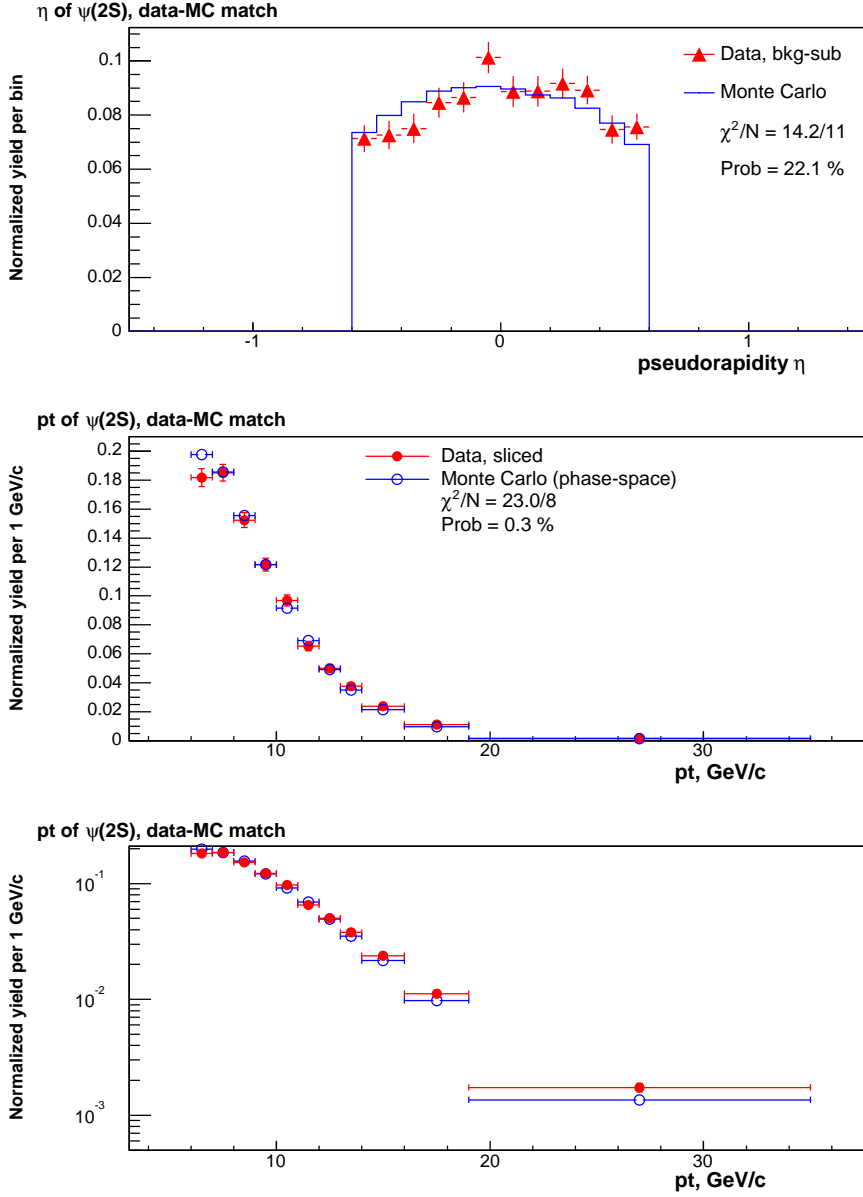 η of ψ(2S), data-MC match
Normalized yield per bin
0.1
0.08
0.06
0.04
0.02
0
-1
0
1
pseudorapidity η
Data, bkg-sub
Monte Carlo
χ²/N = 14.2/11
Prob = 22.1 %
pt of ψ(2S), data-MC match
Normalized yield per 1 GeV/c
0.2
0.18
0.16
0.14
0.12
0.1
0.08
0.06
0.04
0.02
0
10
20
30
pt, GeV/c
Data, sliced
Monte Carlo (phase-space)
χ²/N = 23.0/8
Prob = 0.3 %
pt of ψ(2S), data-MC match
Normalized yield per 1 GeV/c
10⁻¹
10⁻²
10⁻³
10
20
30
pt, GeV/c